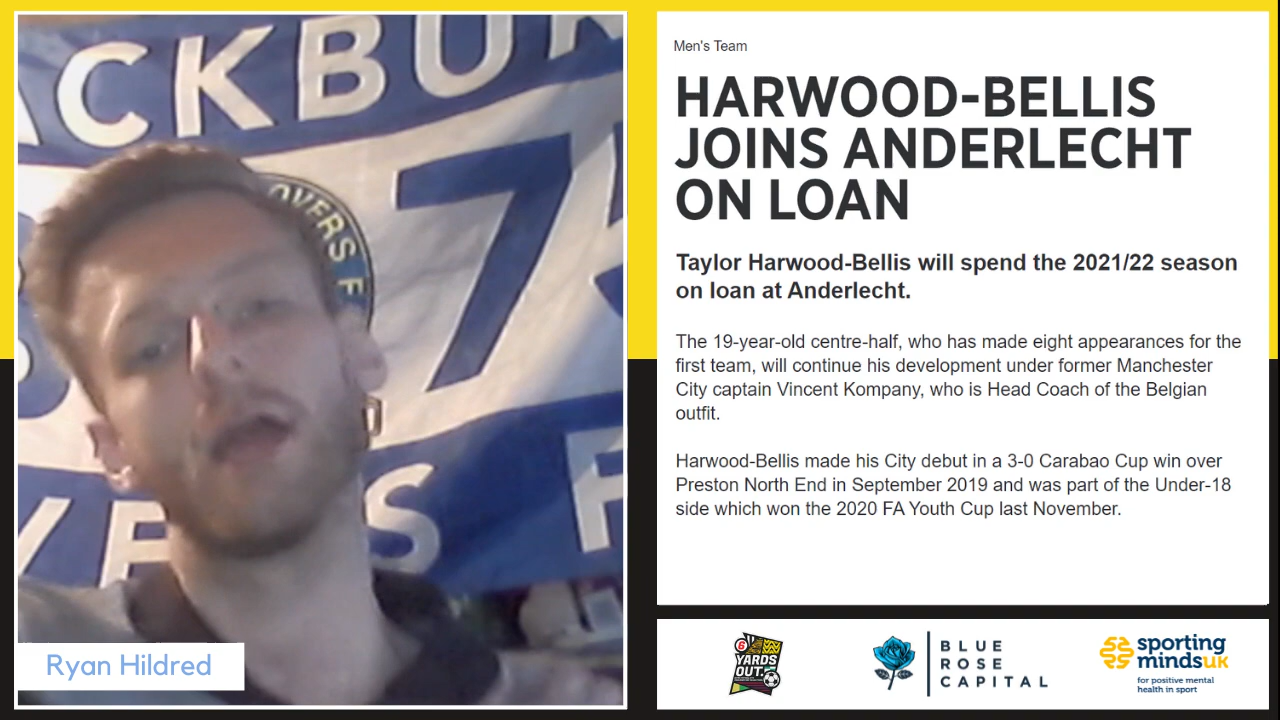 ACKBUR
OVERS F
75
VERS F
Ryan Hildred
Men's Team
HARWOOD-BELLIS
JOINS ANDERLECHT
ON LOAN
Taylor Harwood-Bellis will spend the 2021/22 season
on loan at Anderlecht.
The 19-year-old centre-half, who has made eight appearances for the
first team, will continue his development under former Manchester
City captain Vincent Kompany, who is Head Coach of the Belgian
outfit.
Harwood-Bellis made his City debut in a 3-0 Carabao Cup win over
Preston North End in September 2019 and was part of the Under-18
side which won the 2020 FA Youth Cup last November.
6
YARDS
OUT
BLUE
ROSE
CAPITAL
sporting
mindsUK
for positive mental
health in sport